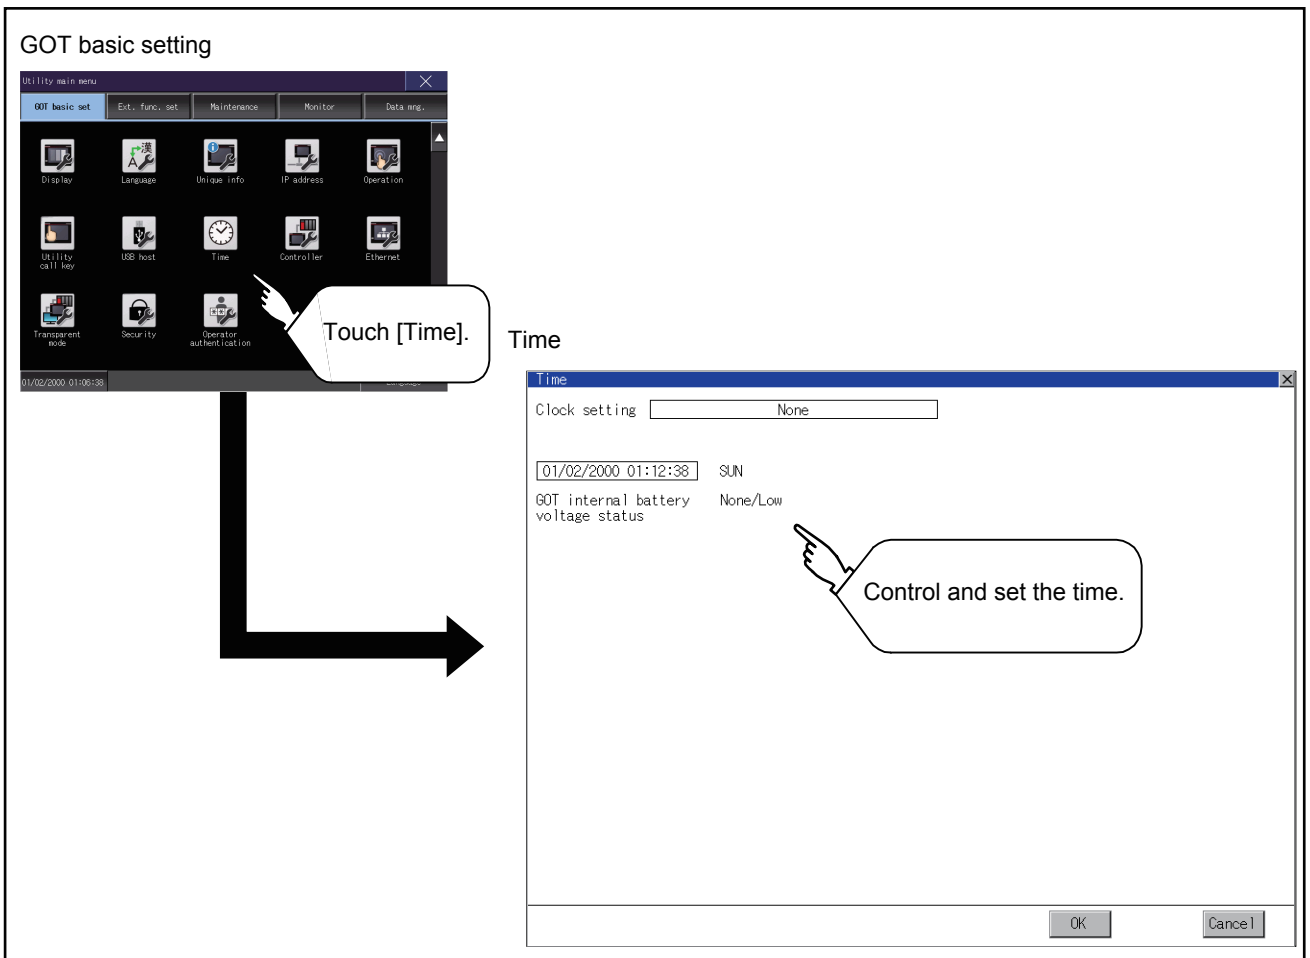 GOT basic setting
Utility main menu
GOT basic set Ext. func. set Maintenance Monitor Data mng.
A 漢
Display Language Unique info IP address Operation
Utility call key USB host Time Controller Ethernet
Transparent mode Security Operator authentication
Touch [Time].
01/02/2000 01:06:38
Time
Time
Clock setting None
01/02/2000 01:12:38 SUN
GOT internal battery None/Low
voltage status
Control and set the time.
OK Cancel